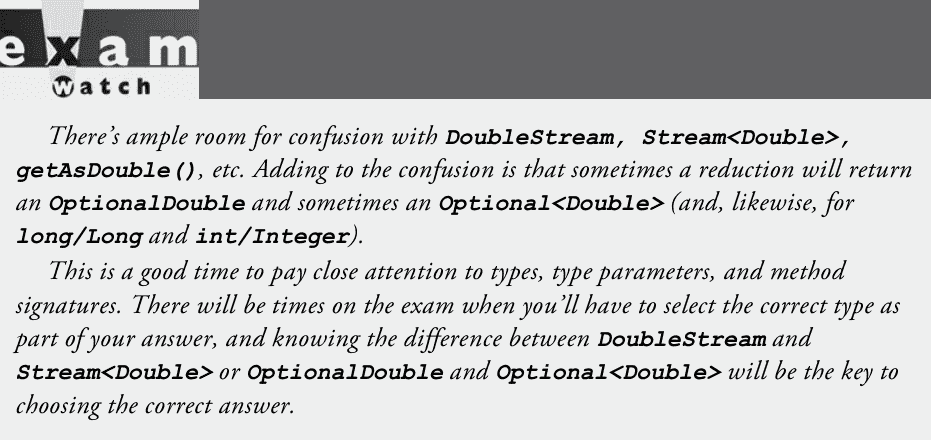 exam
watch
There's ample room for confusion with DoubleStream, Stream<Double>,
getAsDouble(), etc. Adding to the confusion is that sometimes a reduction will return
an OptionalDouble and sometimes an Optional<Double> (and, likewise, for
long/Long and int/Integer).
This is a good time to pay close attention to types, type parameters, and method
signatures. There will be times on the exam when you'll have to select the correct type as
part of your answer, and knowing the difference between DoubleStream and
Stream<Double> or OptionalDouble and Optional<Double> will be the key to
choosing the correct answer.